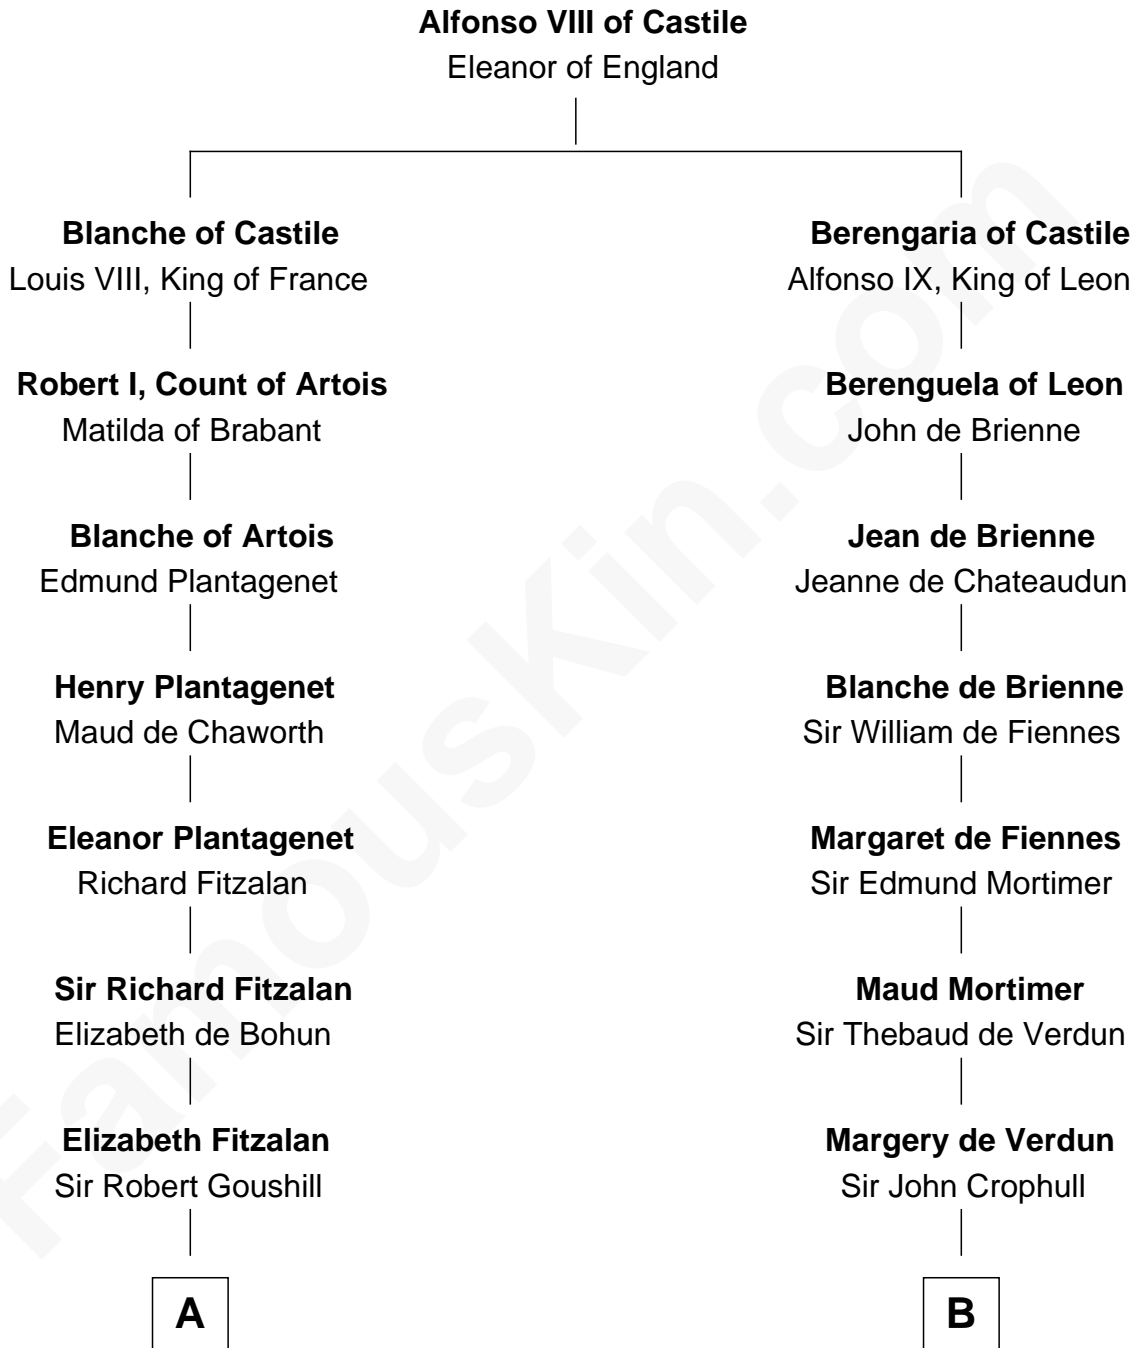 Alfonso VIII of Castile
Eleanor of England
Blanche of Castile
Louis VIII, King of France
Berengaria of Castile
Alfonso IX, King of Leon
Robert I, Count of Artois
Matilda of Brabant
Berenguela of Leon
John de Brienne
Blanche of Artois
Edmund Plantagenet
Jean de Brienne
Jeanne de Chateaudun
Henry Plantagenet
Maud de Chaworth
Blanche de Brienne
Sir William de Fiennes
Eleanor Plantagenet
Richard Fitzalan
Margaret de Fiennes
Sir Edmund Mortimer
Sir Richard Fitzalan
Elizabeth de Bohun
Maud Mortimer
Sir Thebaud de Verdun
Elizabeth Fitzalan
Sir Robert Goushill
Margery de Verdun
Sir John Crophull
A
B
FamousKin.com